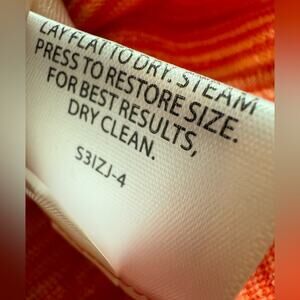 LAY FLAT TO DRY. STEAM
PRESS TO RESTORE SIZE.
FOR BEST RESULTS,
DRY CLEAN.
S3IZJ-4